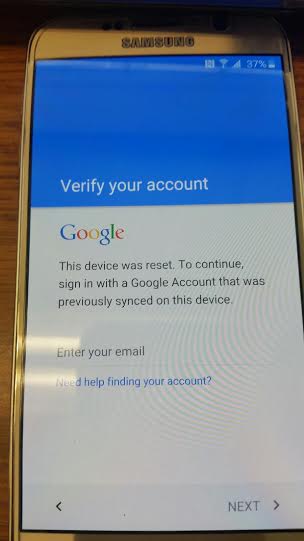 SAMSUNG
37%
Verify your account
Google
This device was reset. To continue,
sign in with a Google Account that was
previously synced on this device.
Enter your email
Need help finding your account?
NEXT